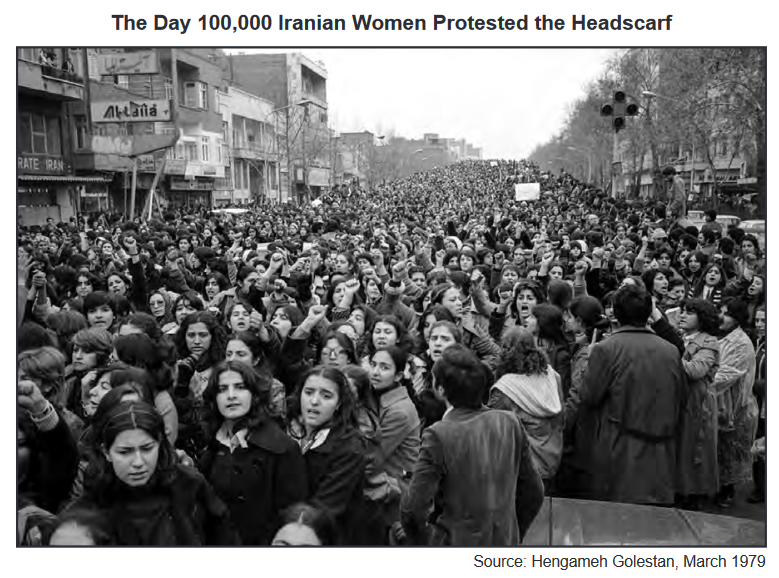 The Day 100,000 Iranian Women Protested the Headscarf
RATE IRAN
Source: Hengameh Golestan, March 1979